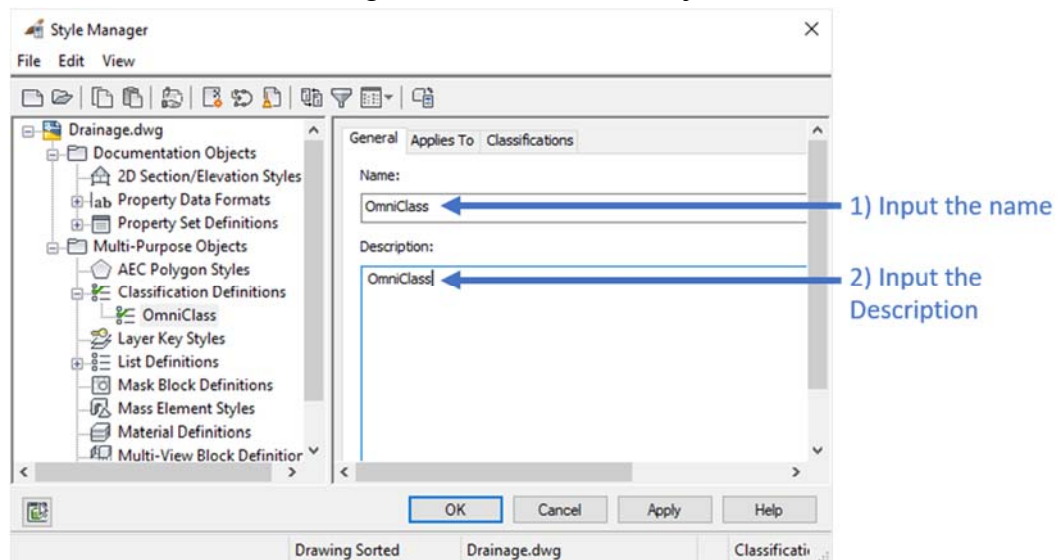 Style Manager
File Edit View
Drainage.dwg
Documentation Objects
2D Section/Elevation Styles
ab Property Data Formats
Property Set Definitions
Multi-Purpose Objects
AEC Polygon Styles
Classification Definitions
OmniClass
Layer Key Styles
List Definitions
Mask Block Definitions
Mass Element Styles
Material Definitions
Multi-View Block Definition
General Applies To Classifications
Name:
OmniClass
1) Input the name
Description:
OmniClass
2) Input the
Description
OK Cancel Apply Help
Drawing Sorted Drainage.dwg Classificati